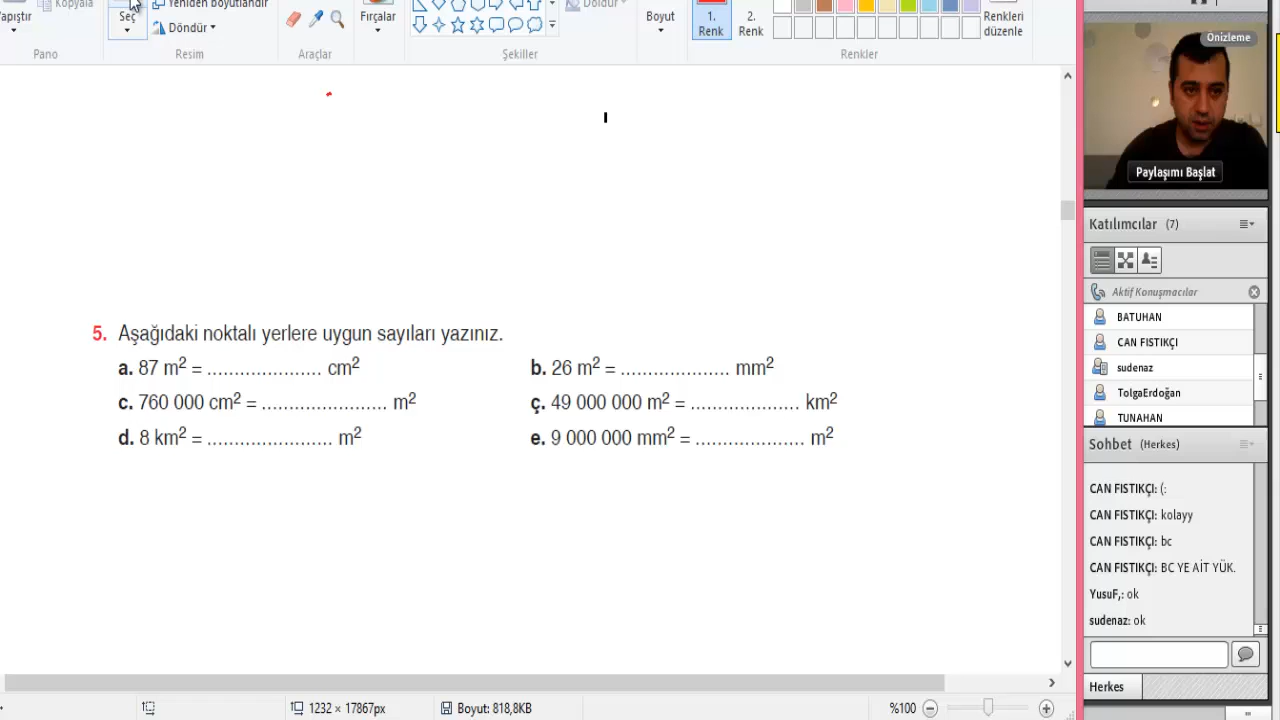 Yapıştır
Kopyala
Seç
Yeniden boyutlandır
Döndür
Fırçalar
Döldür
Boyut
1.
Renk
2.
Renk
Renkleri
düzenle
Pano
Resim
Araçlar
Şekiller
Renkler
Önizleme
Paylaşımı Başlat
Katılımcılar (7)
Aktif Konuşmacılar
BATUHAN
CAN FISTIKÇI
sudenaz
TolgaErdoğan
TUNAHAN
Sohbet (Herkes)
CAN FISTIKÇI: (:
CAN FISTIKÇI: kolayy
CAN FISTIKÇI: bc
CAN FISTIKÇI: BC YE AİT YÜK.
YusuF,: ok
sudenaz: ok
Herkes
5. Aşağıdaki noktalı yerlere uygun sayıları yazınız.
a. 87 m² = ..................... cm²
b. 26 m² = .................... mm²
c. 760 000 cm² = ....................... m²
ç. 49 000 000 m² = .................... km²
d. 8 km² = ....................... m²
e. 9 000 000 mm² = .................... m²
1232 × 17867px
Boyut: 818,8KB
%100